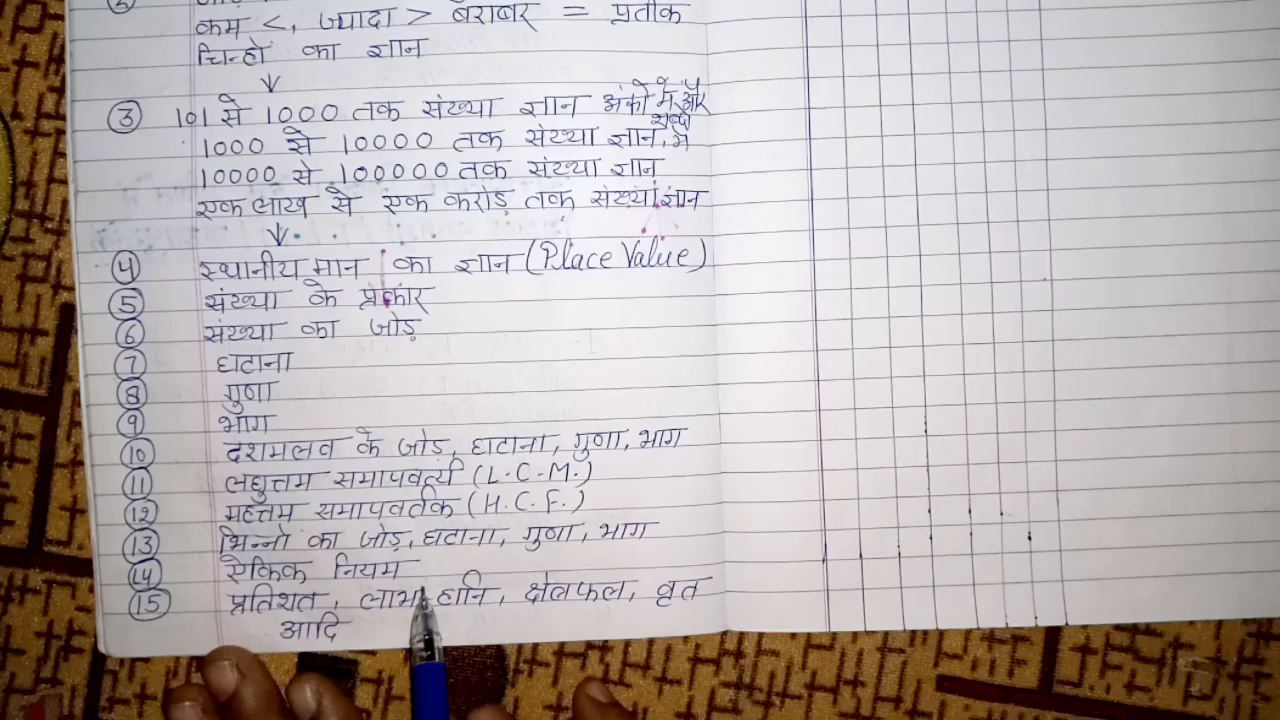 कम <, ज्यादा > बराबर = प्रतीक
चिन्हो का ज्ञान
③ 101 से 1000 तक संख्या ज्ञान अंको में और शब्दो में
1000 से 10000 तक संख्या ज्ञान,
10000 से 100000 तक संख्या ज्ञान
एक लाख से एक करोड़ तक संख्या ज्ञान
④ स्थानीय मान का ज्ञान (Place Value)
⑤ संख्या के प्रकार
⑥ संख्या का जोड़
⑦ घटाना
⑧ गुणा
⑨ भाग
⑩ दशमलव के जोड़, घटाना, गुणा, भाग
⑪ लघुत्तम समापवर्त्य (L.C.M.)
⑫ महत्तम समापवर्तक (H.C.F.)
⑬ भिन्नो का जोड़, घटाना, गुणा, भाग
⑭ ऐकिक नियम
⑮ प्रतिशत, लाभ हानि, क्षेत्रफल, वृत
आदि